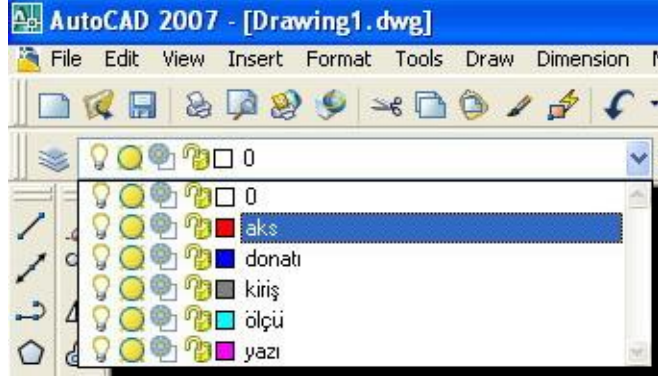 AutoCAD 2007 - [Drawing1.dwg]
File Edit View Insert Format Tools Draw Dimension
0
0
aks
donatı
kiriş
ölçü
yazı